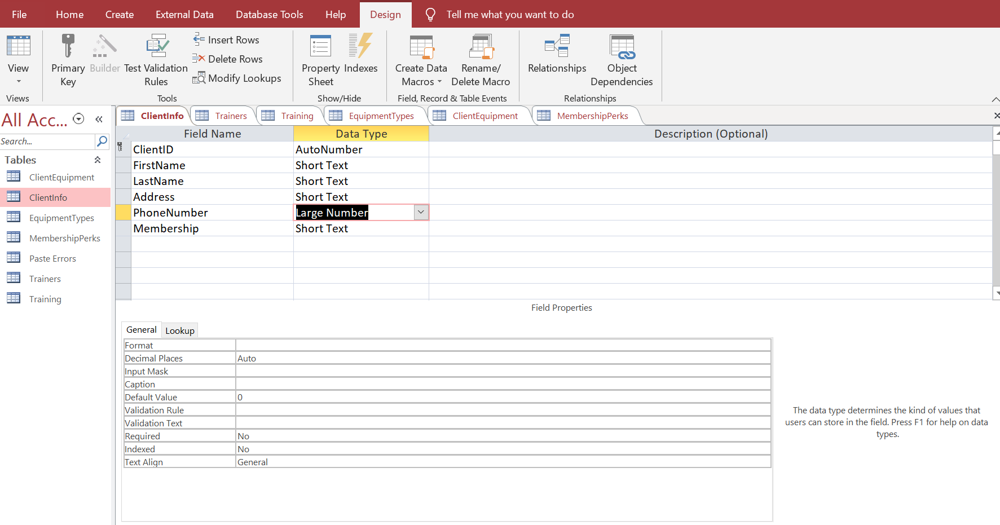 File Home Create External Data Database Tools Help Design Tell me what you want to do
View
Views
Primary Key
Builder
Test Validation Rules
Insert Rows
Delete Rows
Modify Lookups
Tools
Property Sheet
Indexes
Show/Hide
Create Data Macros
Rename/ Delete Macro
Field, Record & Table Events
Relationships
Object Dependencies
Relationships
All Acc...
Search...
Tables
ClientEquipment
ClientInfo
EquipmentTypes
MembershipPerks
Paste Errors
Trainers
Training
ClientInfo Trainers Training EquipmentTypes ClientEquipment MembershipPerks
Field Name Data Type Description (Optional)
ClientID AutoNumber
FirstName Short Text
LastName Short Text
Address Short Text
PhoneNumber Large Number
Membership Short Text
Field Properties
General Lookup
Format
Decimal Places Auto
Input Mask
Caption
Default Value 0
Validation Rule
Validation Text
Required No
Indexed No
Text Align General
The data type determines the kind of values that
users can store in the field. Press F1 for help on data
types.